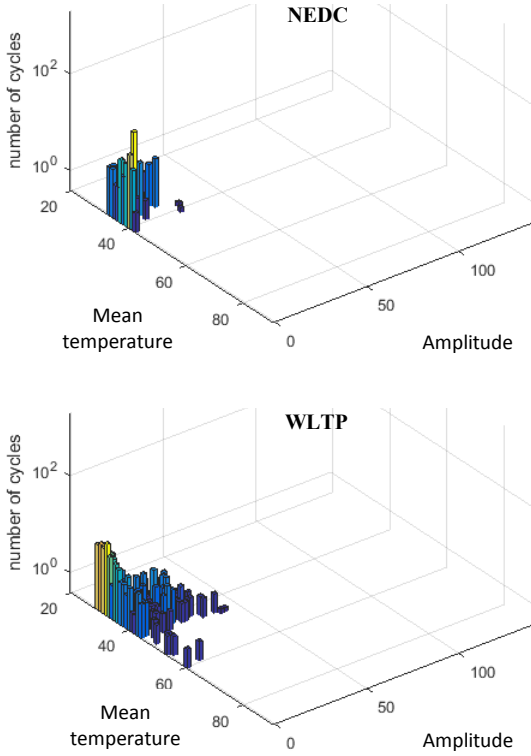 NEDC
number of cycles
10²
10⁰
20
40
60
80
0
50
100
Mean
temperature
Amplitude
WLTP
number of cycles
10²
10⁰
20
40
60
80
0
50
100
Mean
temperature
Amplitude